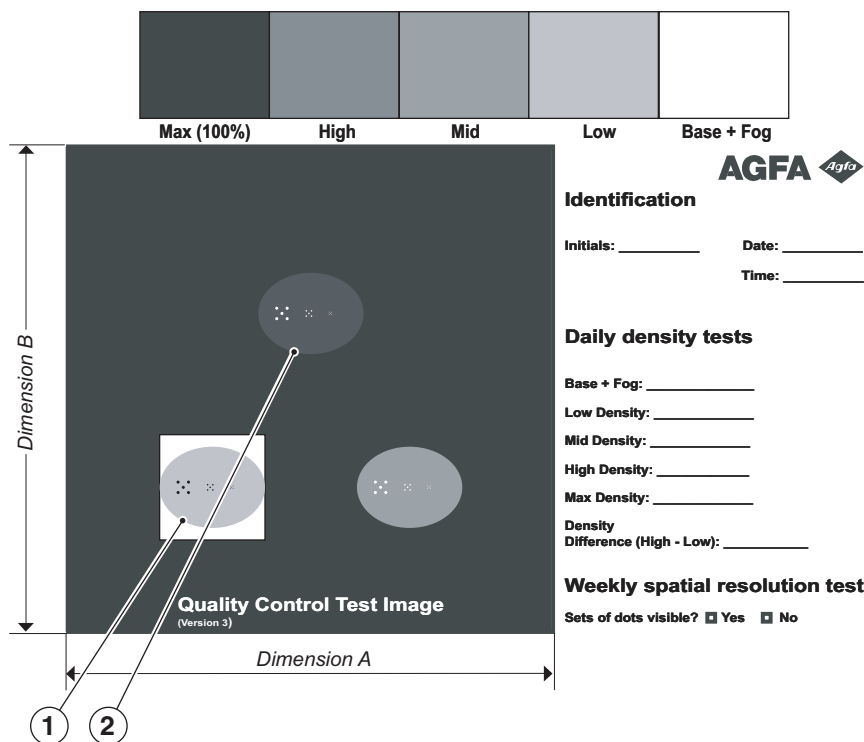 Max (100%) High Mid Low Base + Fog
AGFA Agfa
Identification
Initials: Date:
Time:
Dimension B
Daily density tests
Base + Fog:
Low Density:
Mid Density:
High Density:
Max Density:
Density
Difference (High - Low):
Quality Control Test Image
(Version 3)
Weekly spatial resolution test
Sets of dots visible? Yes No
Dimension A
1 2